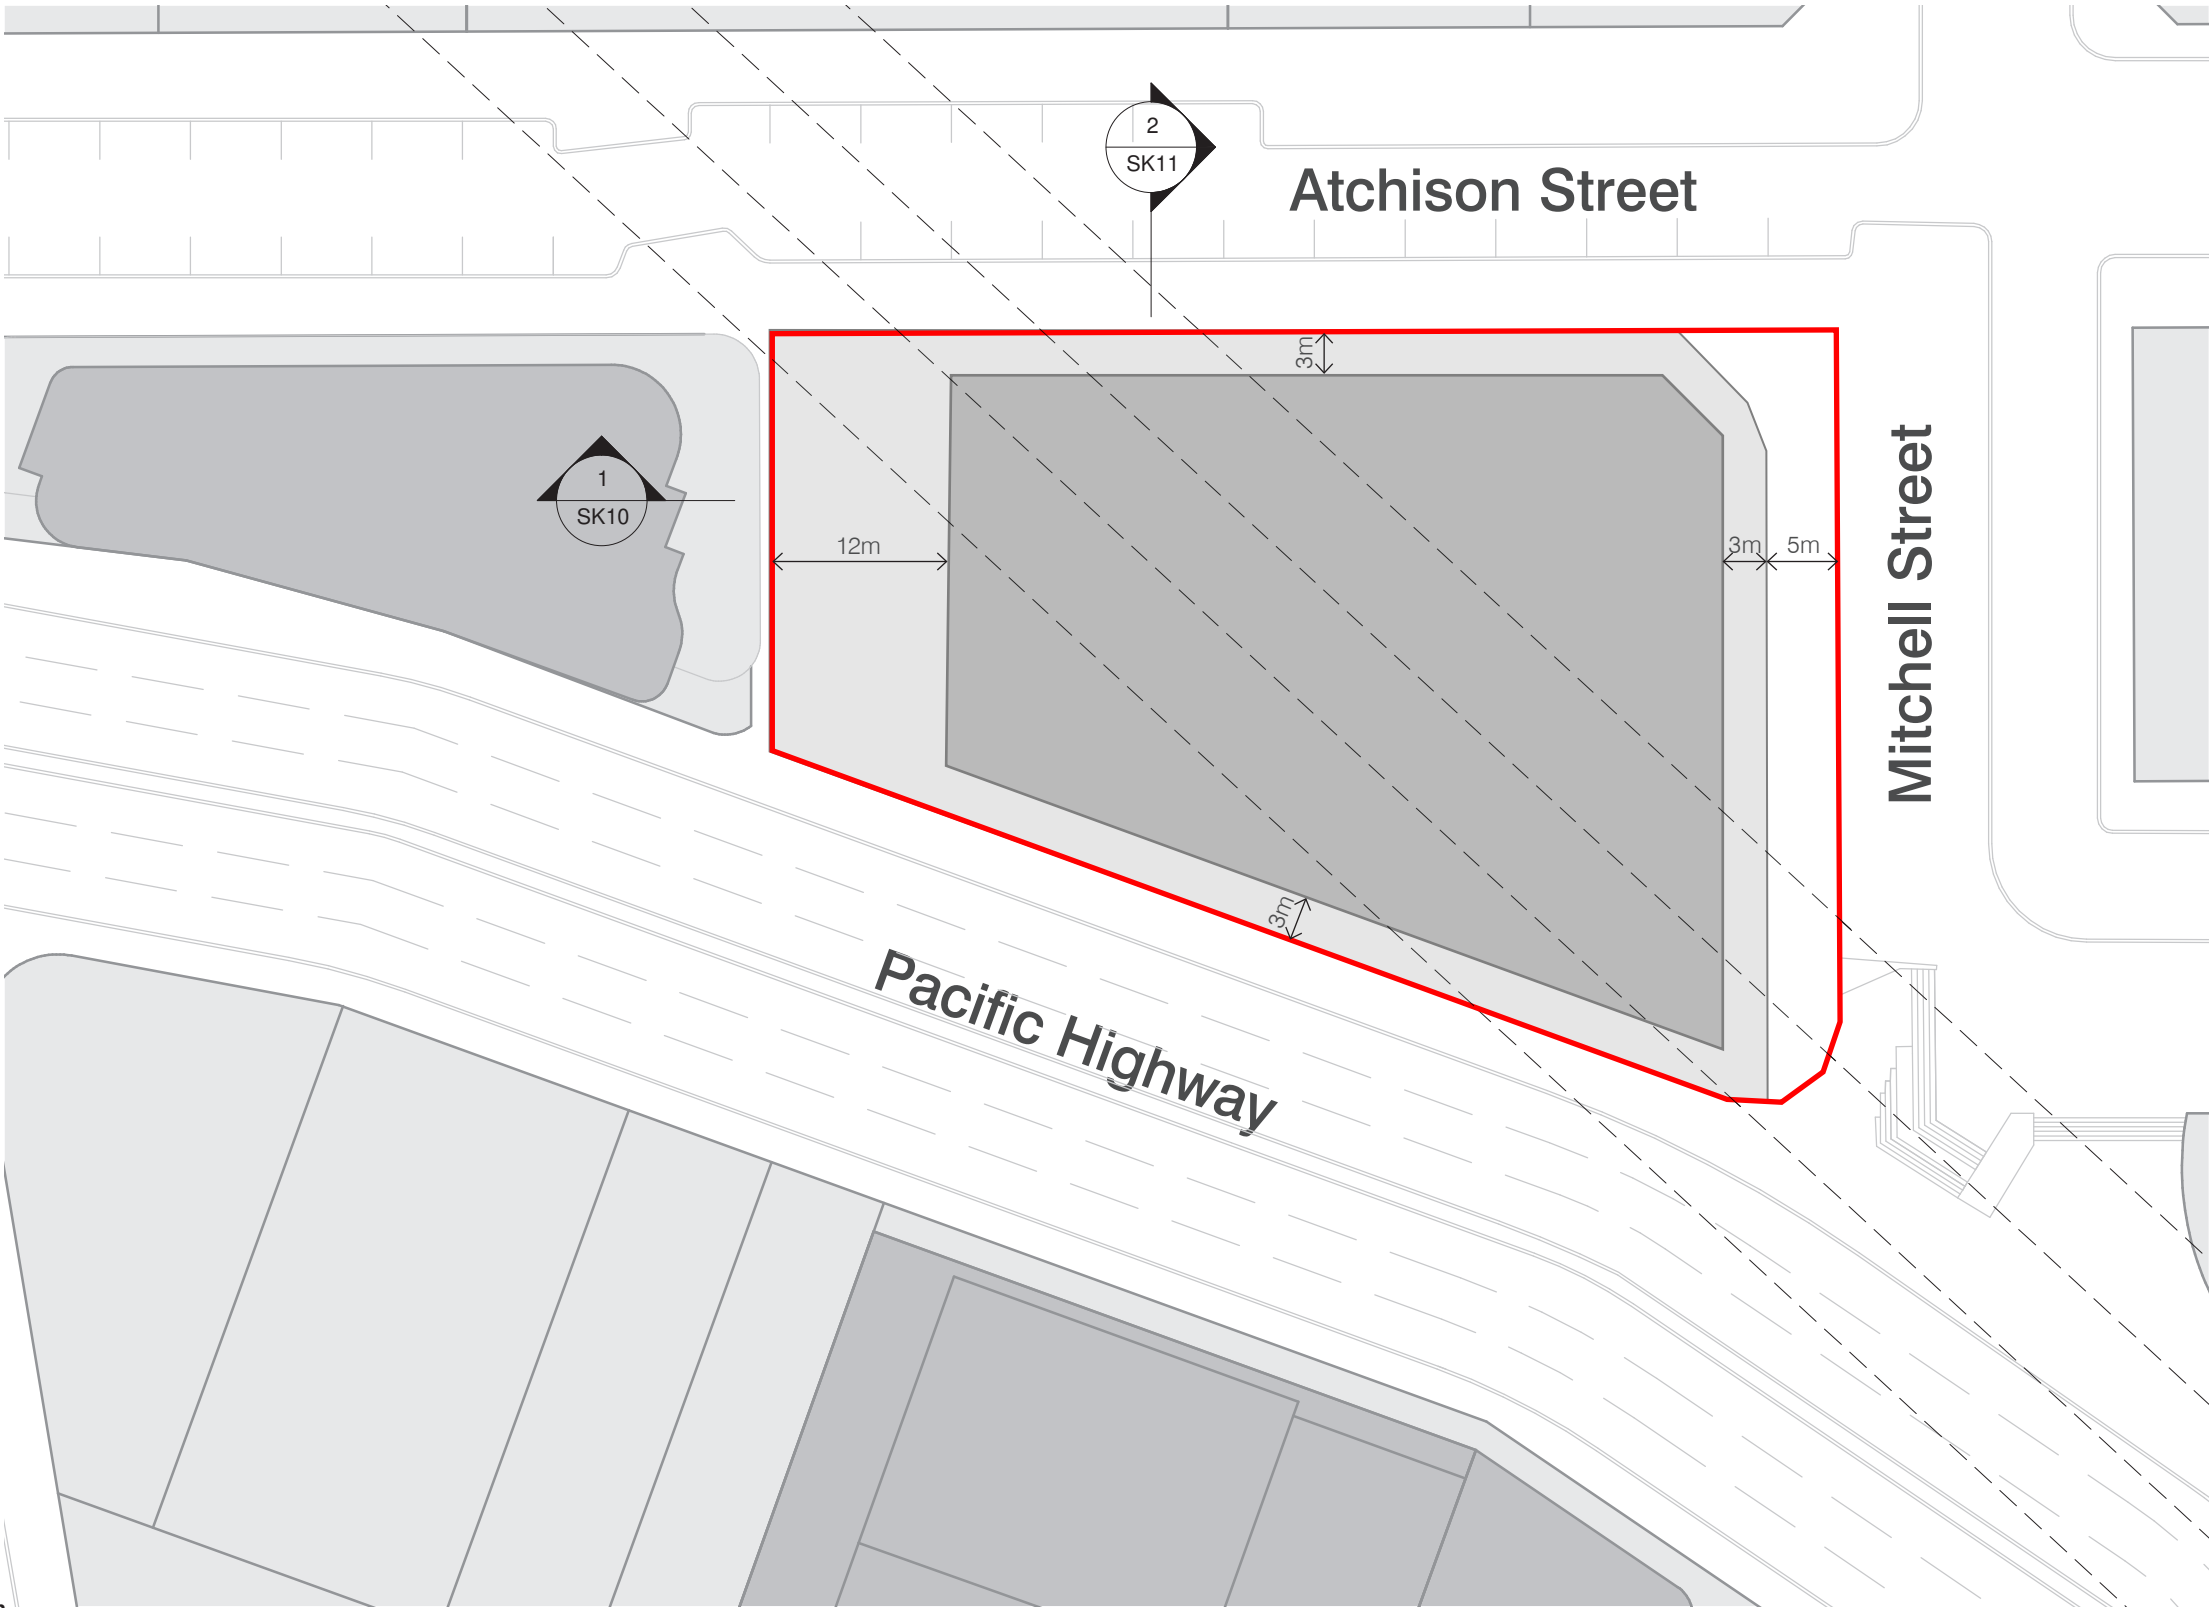 2
SK11
Atchison Street
3m
1
SK10
12m
3m
5m
Mitchell Street
3m
Pacific Highway